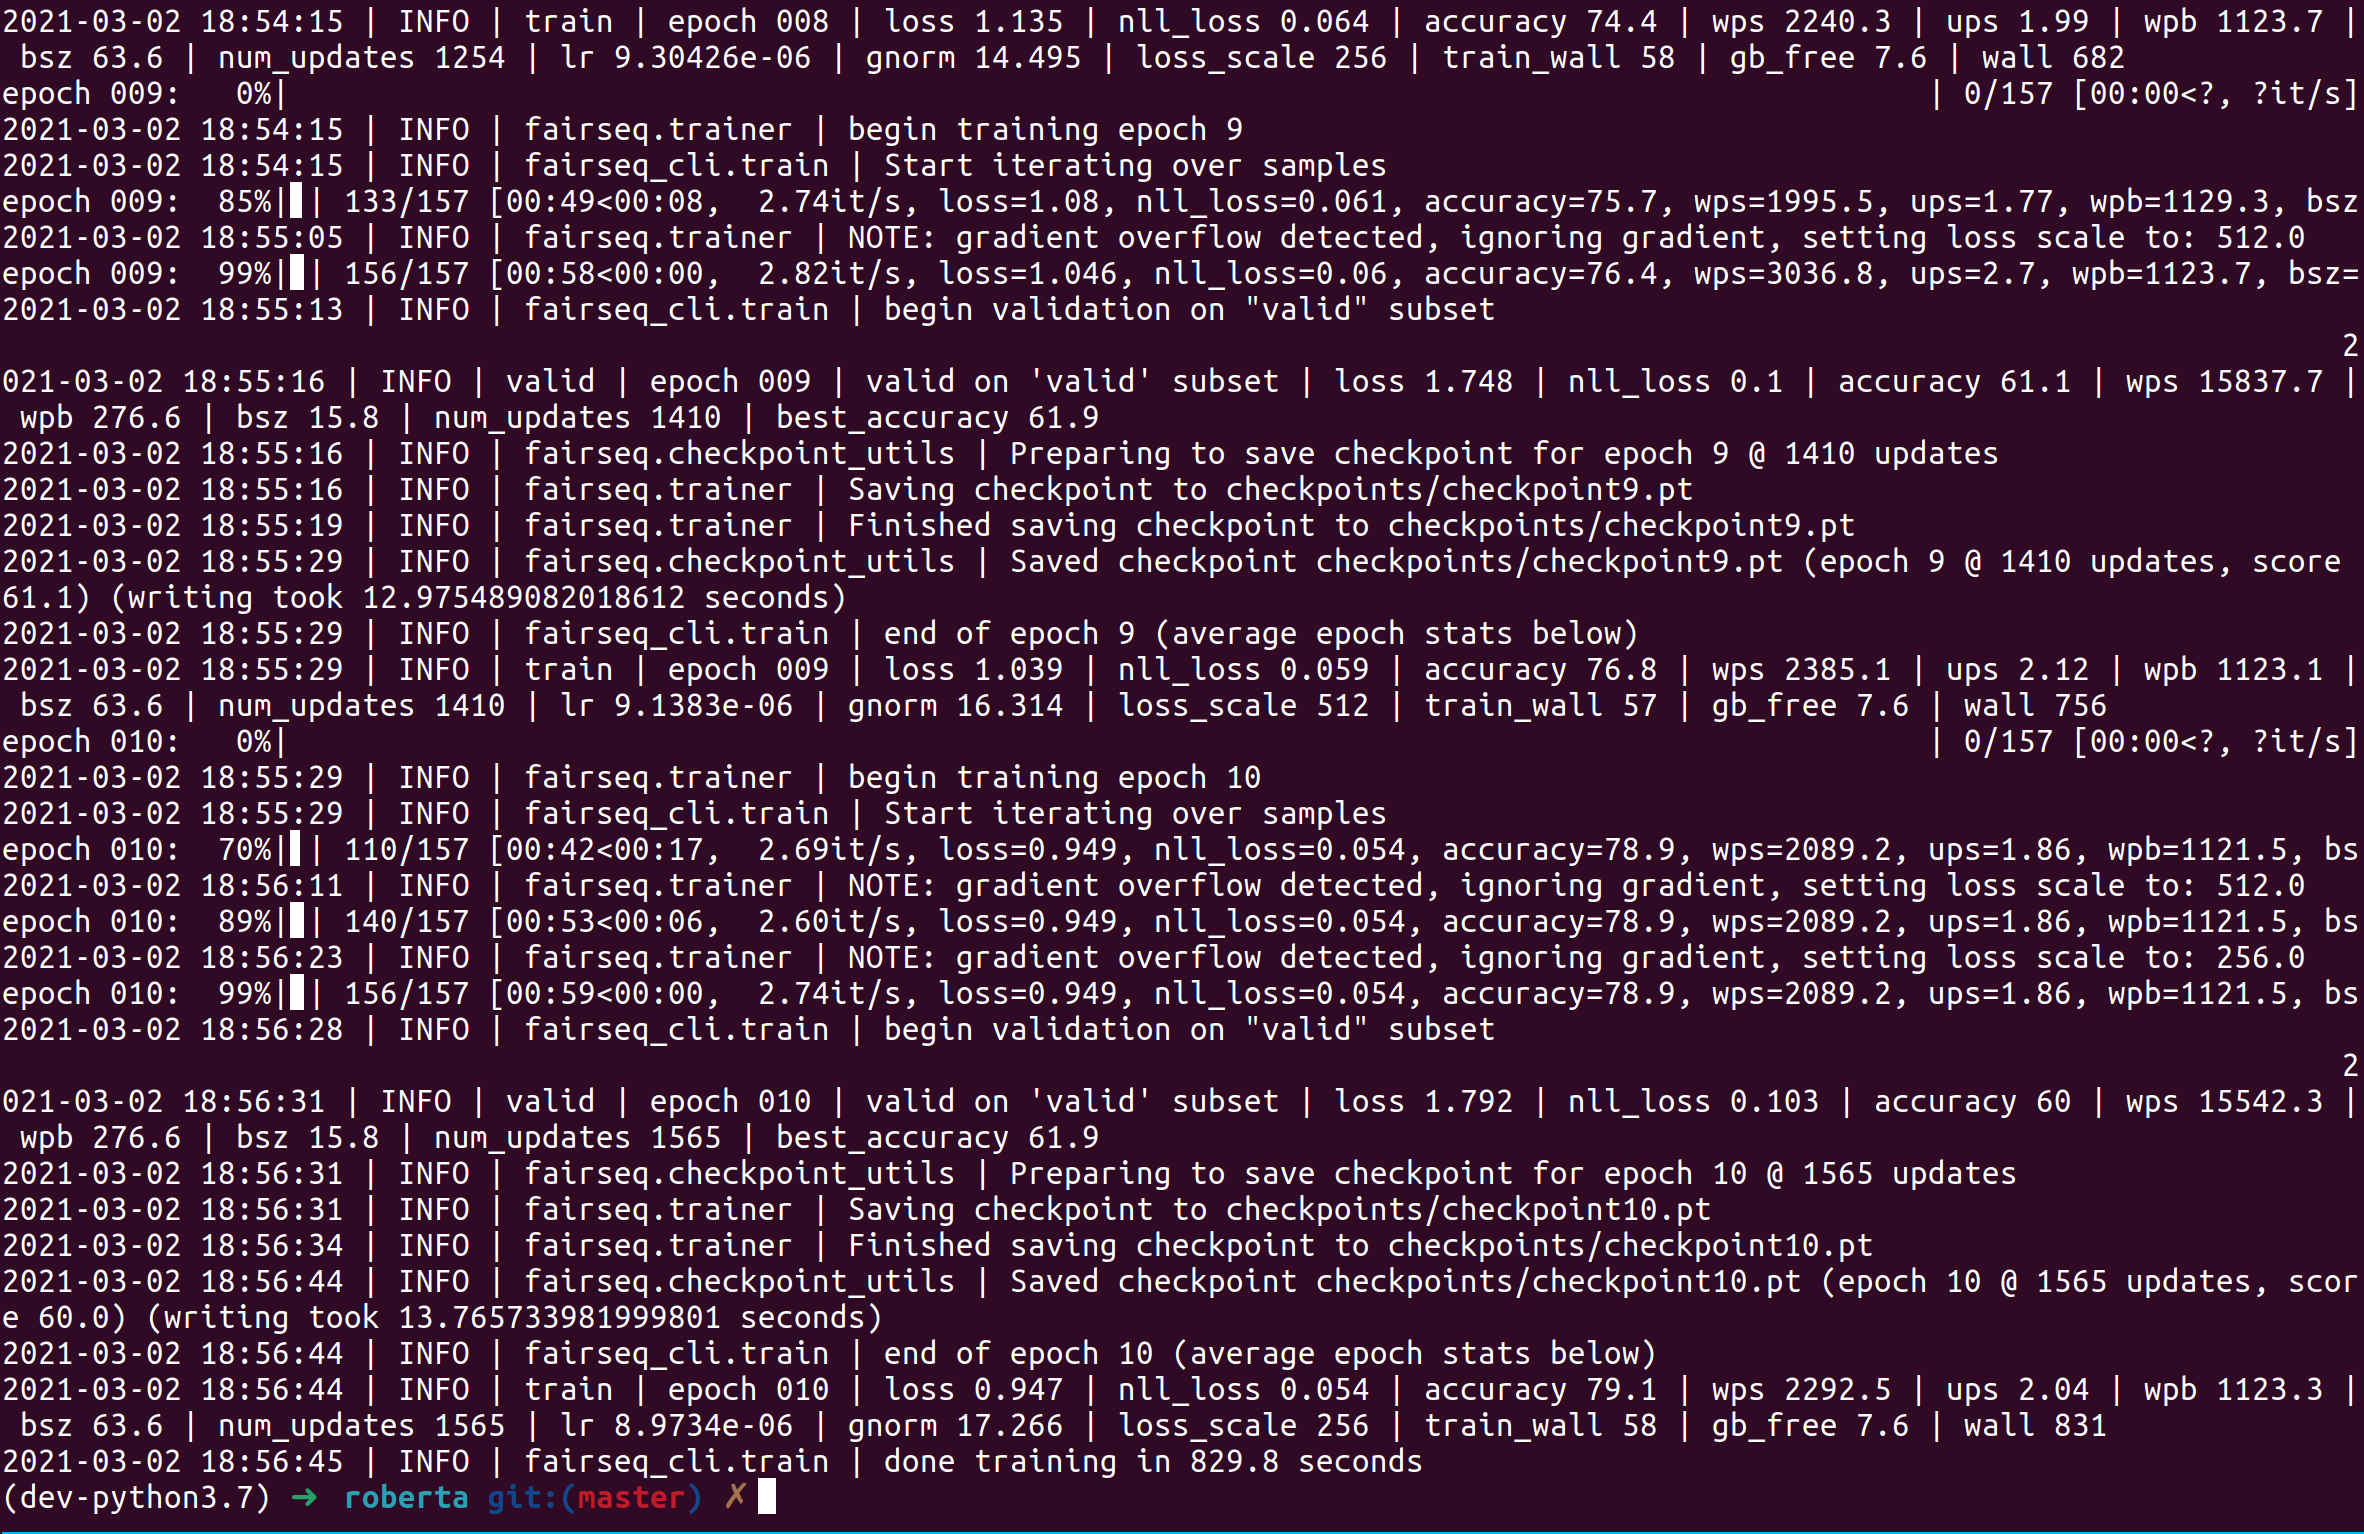 2021-03-02 18:54:15 | INFO | train | epoch 008 | loss 1.135 | nll_loss 0.064 | accuracy 74.4 | wps 2240.3 | ups 1.99 | wpb 1123.7 |
 bsz 63.6 | num_updates 1254 | lr 9.30426e-06 | gnorm 14.495 | loss_scale 256 | train_wall 58 | gb_free 7.6 | wall 682
epoch 009:   0%|                                                                                           | 0/157 [00:00<?, ?it/s]
2021-03-02 18:54:15 | INFO | fairseq.trainer | begin training epoch 9
2021-03-02 18:54:15 | INFO | fairseq_cli.train | Start iterating over samples
epoch 009:  85%| | 133/157 [00:49<00:08,  2.74it/s, loss=1.08, nll_loss=0.061, accuracy=75.7, wps=1995.5, ups=1.77, wpb=1129.3, bsz
2021-03-02 18:55:05 | INFO | fairseq.trainer | NOTE: gradient overflow detected, ignoring gradient, setting loss scale to: 512.0
epoch 009:  99%| | 156/157 [00:58<00:00,  2.82it/s, loss=1.046, nll_loss=0.06, accuracy=76.4, wps=3036.8, ups=2.7, wpb=1123.7, bsz=
2021-03-02 18:55:13 | INFO | fairseq_cli.train | begin validation on "valid" subset
2
021-03-02 18:55:16 | INFO | valid | epoch 009 | valid on 'valid' subset | loss 1.748 | nll_loss 0.1 | accuracy 61.1 | wps 15837.7 |
 wpb 276.6 | bsz 15.8 | num_updates 1410 | best_accuracy 61.9
2021-03-02 18:55:16 | INFO | fairseq.checkpoint_utils | Preparing to save checkpoint for epoch 9 @ 1410 updates
2021-03-02 18:55:16 | INFO | fairseq.trainer | Saving checkpoint to checkpoints/checkpoint9.pt
2021-03-02 18:55:19 | INFO | fairseq.trainer | Finished saving checkpoint to checkpoints/checkpoint9.pt
2021-03-02 18:55:29 | INFO | fairseq.checkpoint_utils | Saved checkpoint checkpoints/checkpoint9.pt (epoch 9 @ 1410 updates, score
61.1) (writing took 12.975489082018612 seconds)
2021-03-02 18:55:29 | INFO | fairseq_cli.train | end of epoch 9 (average epoch stats below)
2021-03-02 18:55:29 | INFO | train | epoch 009 | loss 1.039 | nll_loss 0.059 | accuracy 76.8 | wps 2385.1 | ups 2.12 | wpb 1123.1 |
 bsz 63.6 | num_updates 1410 | lr 9.1383e-06 | gnorm 16.314 | loss_scale 512 | train_wall 57 | gb_free 7.6 | wall 756
epoch 010:   0%|                                                                                           | 0/157 [00:00<?, ?it/s]
2021-03-02 18:55:29 | INFO | fairseq.trainer | begin training epoch 10
2021-03-02 18:55:29 | INFO | fairseq_cli.train | Start iterating over samples
epoch 010:  70%| | 110/157 [00:42<00:17,  2.69it/s, loss=0.949, nll_loss=0.054, accuracy=78.9, wps=2089.2, ups=1.86, wpb=1121.5, bs
2021-03-02 18:56:11 | INFO | fairseq.trainer | NOTE: gradient overflow detected, ignoring gradient, setting loss scale to: 512.0
epoch 010:  89%| | 140/157 [00:53<00:06,  2.60it/s, loss=0.949, nll_loss=0.054, accuracy=78.9, wps=2089.2, ups=1.86, wpb=1121.5, bs
2021-03-02 18:56:23 | INFO | fairseq.trainer | NOTE: gradient overflow detected, ignoring gradient, setting loss scale to: 256.0
epoch 010:  99%| | 156/157 [00:59<00:00,  2.74it/s, loss=0.949, nll_loss=0.054, accuracy=78.9, wps=2089.2, ups=1.86, wpb=1121.5, bs
2021-03-02 18:56:28 | INFO | fairseq_cli.train | begin validation on "valid" subset
2
021-03-02 18:56:31 | INFO | valid | epoch 010 | valid on 'valid' subset | loss 1.792 | nll_loss 0.103 | accuracy 60 | wps 15542.3 |
 wpb 276.6 | bsz 15.8 | num_updates 1565 | best_accuracy 61.9
2021-03-02 18:56:31 | INFO | fairseq.checkpoint_utils | Preparing to save checkpoint for epoch 10 @ 1565 updates
2021-03-02 18:56:31 | INFO | fairseq.trainer | Saving checkpoint to checkpoints/checkpoint10.pt
2021-03-02 18:56:34 | INFO | fairseq.trainer | Finished saving checkpoint to checkpoints/checkpoint10.pt
2021-03-02 18:56:44 | INFO | fairseq.checkpoint_utils | Saved checkpoint checkpoints/checkpoint10.pt (epoch 10 @ 1565 updates, scor
e 60.0) (writing took 13.765733981999801 seconds)
2021-03-02 18:56:44 | INFO | fairseq_cli.train | end of epoch 10 (average epoch stats below)
2021-03-02 18:56:44 | INFO | train | epoch 010 | loss 0.947 | nll_loss 0.054 | accuracy 79.1 | wps 2292.5 | ups 2.04 | wpb 1123.3 |
 bsz 63.6 | num_updates 1565 | lr 8.9734e-06 | gnorm 17.266 | loss_scale 256 | train_wall 58 | gb_free 7.6 | wall 831
2021-03-02 18:56:45 | INFO | fairseq_cli.train | done training in 829.8 seconds
(dev-python3.7) ➜ roberta git:(master) ✗